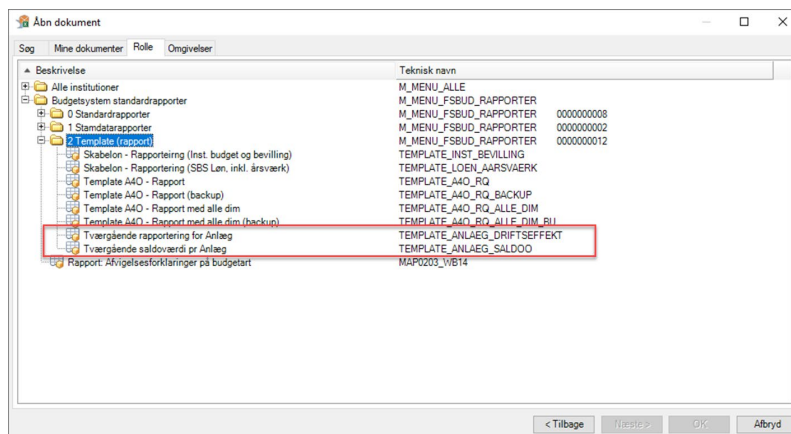 Åbn dokument
Søg Mine dokumenter Rolle Omgivelser
Beskrivelse Teknisk navn
Alle institutioner M_MENU_ALLE
Budgetsystem standardrapporter M_MENU_FSBUD_RAPPORTER
0 Standardrapporter M_MENU_FSBUD_RAPPORTER 0000000008
1 Stamdatarapporter M_MENU_FSBUD_RAPPORTER 0000000002
2 Template (rapport) M_MENU_FSBUD_RAPPORTER 0000000012
Skabelon - Rapporteirng (Inst. budget og bevilling) TEMPLATE_INST_BEVILLING
Skabelon - Rapportering (SBS Løn, inkl. årsværk) TEMPLATE_LOEN_AARSVAERK
Template A4O - Rapport TEMPLATE_A4O_RQ
Template A4O - Rapport (backup) TEMPLATE_A4O_RQ_BACKUP
Template A4O - Rapport med alle dim TEMPLATE_A4O_RQ_ALLE_DIM
Template A4O - Rapport med alle dim (backup) TEMPLATE_A4O_RQ_ALLE_DIM_BU
Tværgående rapportering for Anlæg TEMPLATE_ANLAEG_DRIFTSEFFEKT
Tværgående saldoværdi pr Anlæg TEMPLATE_ANLAEG_SALDOO
Rapport: Afvigelsesforklaringer på budgetart MAP0203_WB14
< Tilbage Næste > OK Afbryd